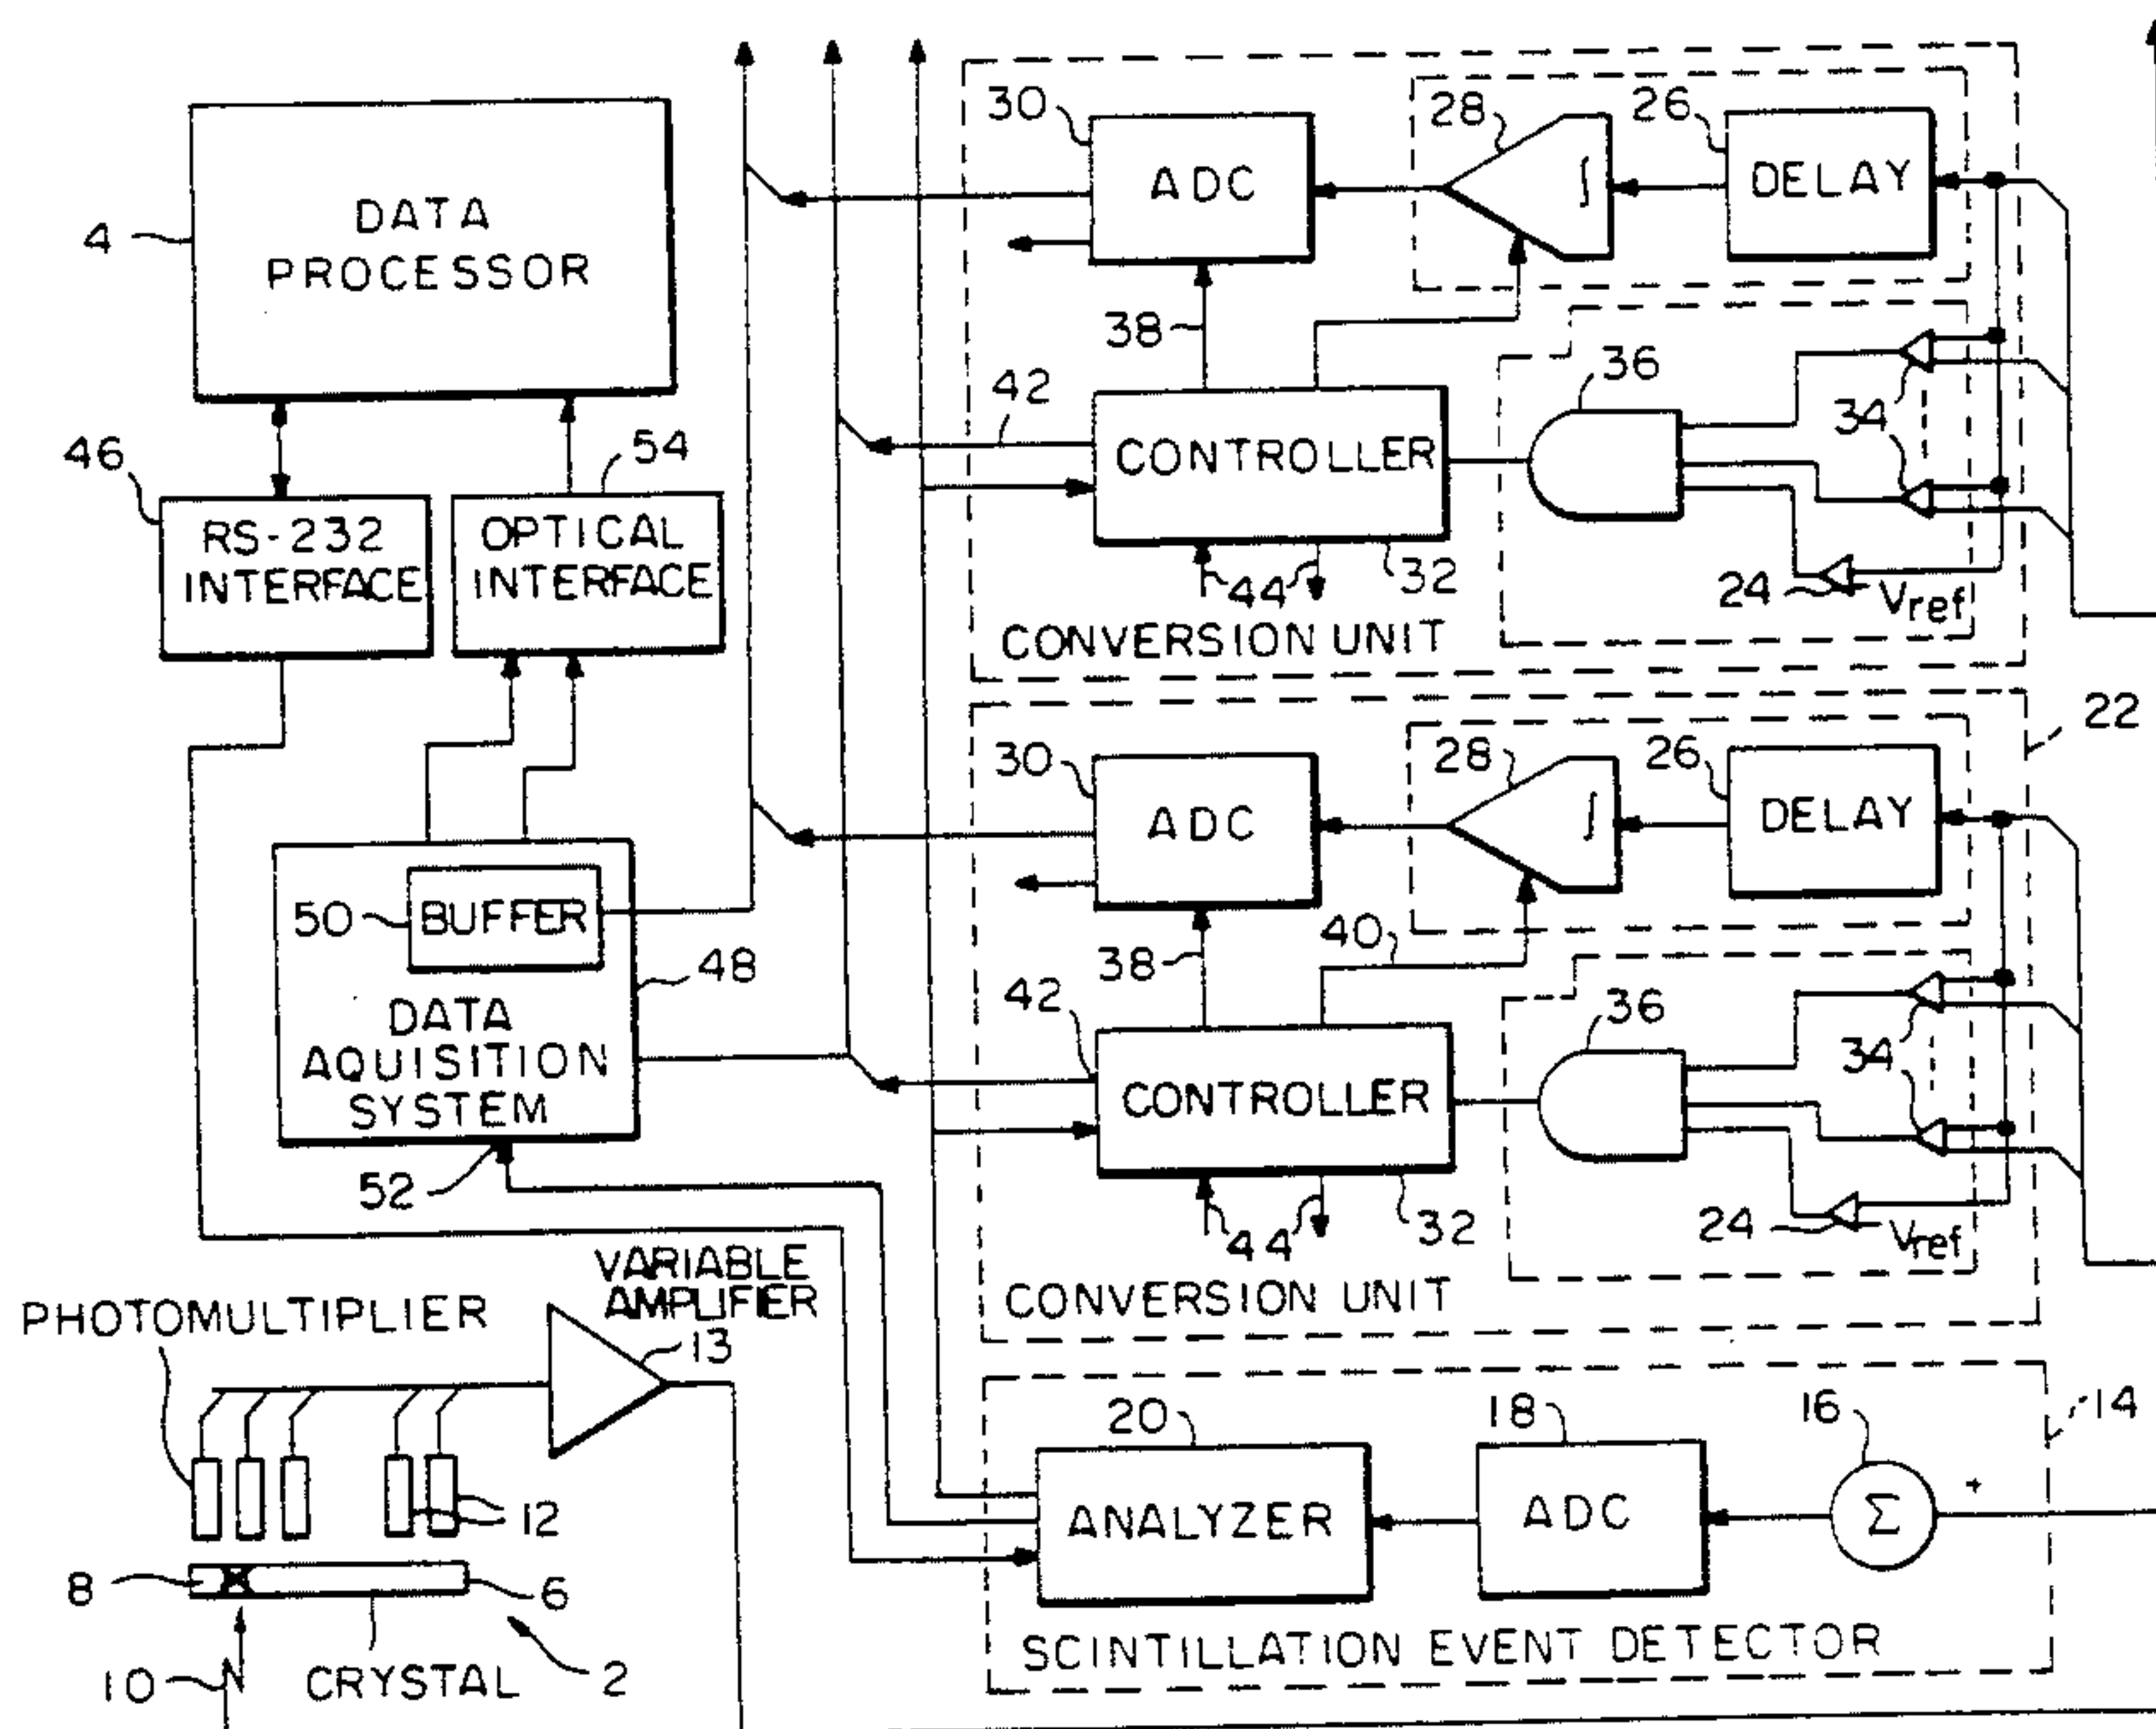 DATA
PROCESSOR
4
46
RS-232
INTERFACE
54
OPTICAL
INTERFACE
50
BUFFER
48
DATA
AQUISITION
SYSTEM
52
30
ADC
28
∫
26
DELAY
38
42
CONTROLLER
36
34
34
44
32
24
Vref
CONVERSION UNIT
22
30
ADC
28
∫
26
DELAY
38
40
42
CONTROLLER
36
34
44
32
24
Vref
CONVERSION UNIT
PHOTOMULTIPLIER
VARIABLE
AMPLIFIER
13
12
8
6
10
CRYSTAL
2
20
ANALYZER
18
ADC
16
Σ
+
14
SCINTILLATION EVENT DETECTOR